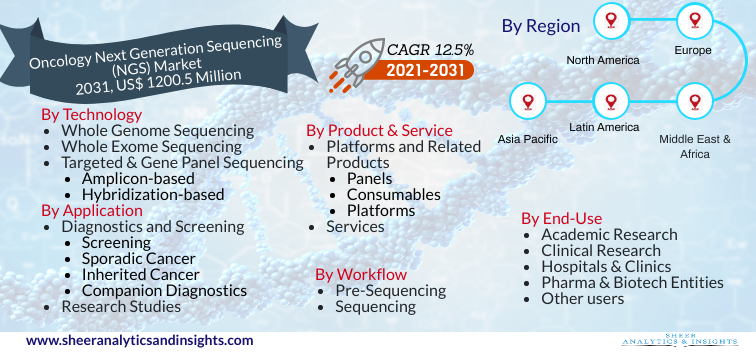 Oncology Next Generation Sequencing
(NGS) Market
2031, US$ 1200.5 Million
CAGR 12.5%
2021-2031
By Region
North America
Europe
Asia Pacific
Latin America
Middle East &
Africa
By Technology
• Whole Genome Sequencing
• Whole Exome Sequencing
• Targeted & Gene Panel Sequencing
• Amplicon-based
• Hybridization-based
By Application
• Diagnostics and Screening
• Screening
• Sporadic Cancer
• Inherited Cancer
• Companion Diagnostics
• Research Studies
By Product & Service
• Platforms and Related
Products
• Panels
• Consumables
• Platforms
• Services
By Workflow
• Pre-Sequencing
• Sequencing
By End-Use
• Academic Research
• Clinical Research
• Hospitals & Clinics
• Pharma & Biotech Entities
• Other users
www.sheeranalyticsandinsights.com
SHEER
ANALYTICS & INSIGHTS